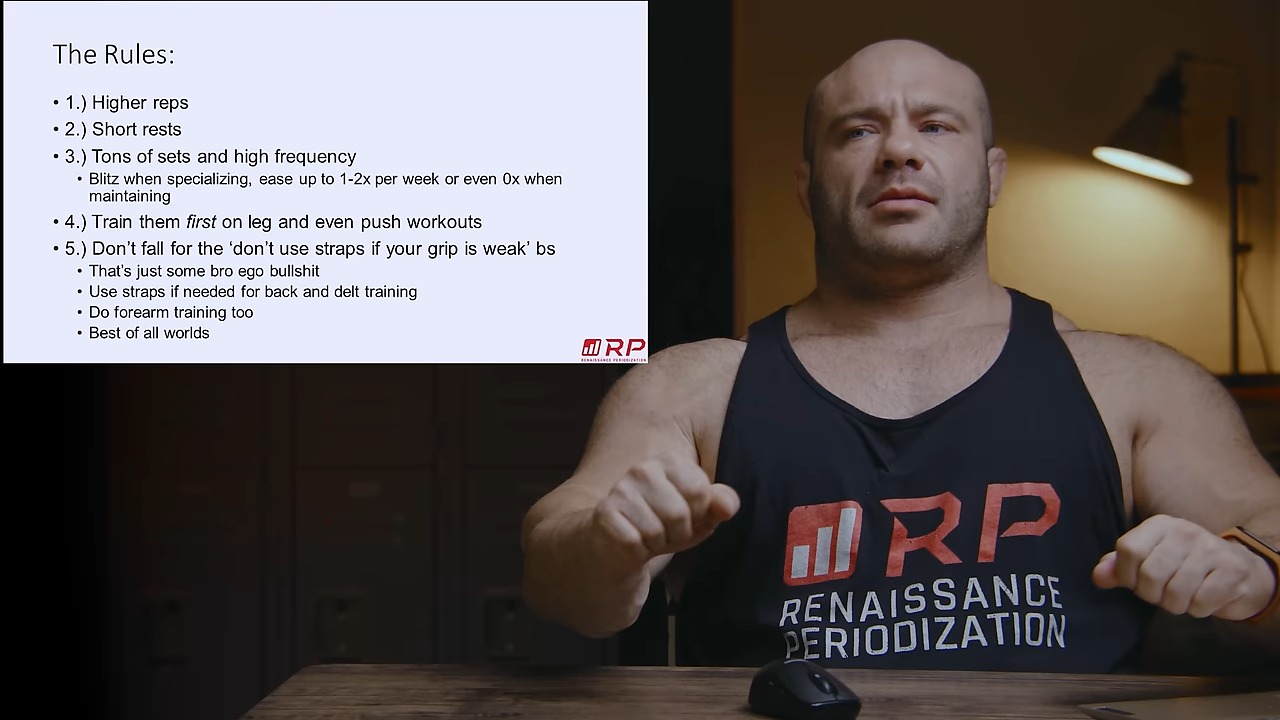 The Rules:
• 1.) Higher reps
• 2.) Short rests
• 3.) Tons of sets and high frequency
• Blitz when specializing, ease up to 1-2x per week or even 0x when
maintaining
• 4.) Train them first on leg and even push workouts
• 5.) Don’t fall for the ‘don’t use straps if your grip is weak’ bs
• That’s just some bro ego bullshit
• Use straps if needed for back and delt training
• Do forearm training too
• Best of all worlds
RP
RENAISSANCE PERIODIZATION
RP
RENAISSANCE
PERIODIZATION